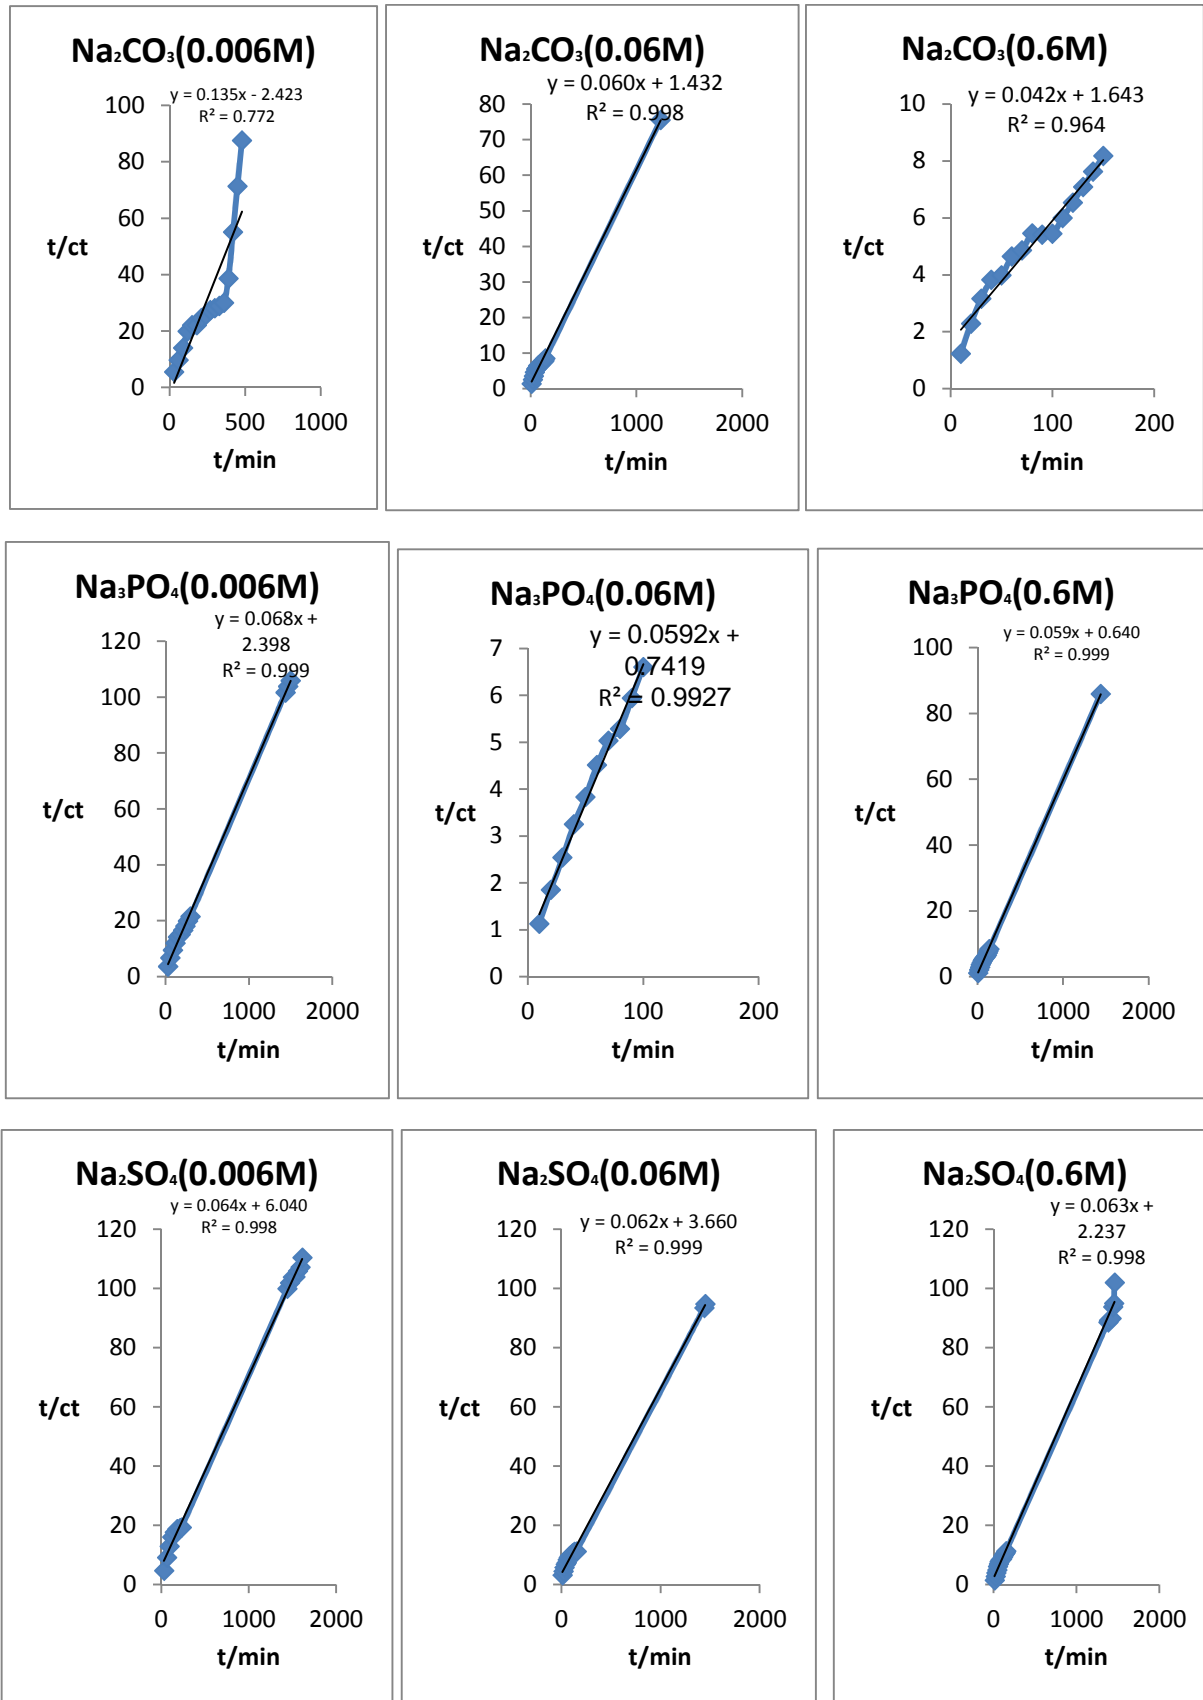 Na₂CO₃(0.006M)
y = 0.135x - 2.423
R² = 0.772
100
80
60
40
20
0
t/ct
0 500 1000
t/min
Na₂CO₃(0.06M)
y = 0.060x + 1.432
R² = 0.998
80
70
60
50
40
30
20
10
0
t/ct
0 1000 2000
t/min
Na₂CO₃(0.6M)
y = 0.042x + 1.643
R² = 0.964
10
8
6
4
2
0
t/ct
0 100 200
t/min
Na₃PO₄(0.006M)
y = 0.068x +
2.398
R² = 0.999
120
100
80
60
40
20
0
t/ct
0 1000 2000
t/min
Na₃PO₄(0.06M)
y = 0.0592x +
0.7419
R² = 0.9927
7
6
5
4
3
2
1
0
t/ct
0 100 200
t/min
Na₃PO₄(0.6M)
y = 0.059x + 0.640
R² = 0.999
100
80
60
40
20
0
t/ct
0 1000 2000
t/min
Na₂SO₄(0.006M)
y = 0.064x + 6.040
R² = 0.998
120
100
80
60
40
20
0
t/ct
0 1000 2000
t/min
Na₂SO₄(0.06M)
y = 0.062x + 3.660
R² = 0.999
120
100
80
60
40
20
0
t/ct
0 1000 2000
t/min
Na₂SO₄(0.6M)
y = 0.063x +
2.237
R² = 0.998
120
100
80
60
40
20
0
t/ct
0 1000 2000
t/min